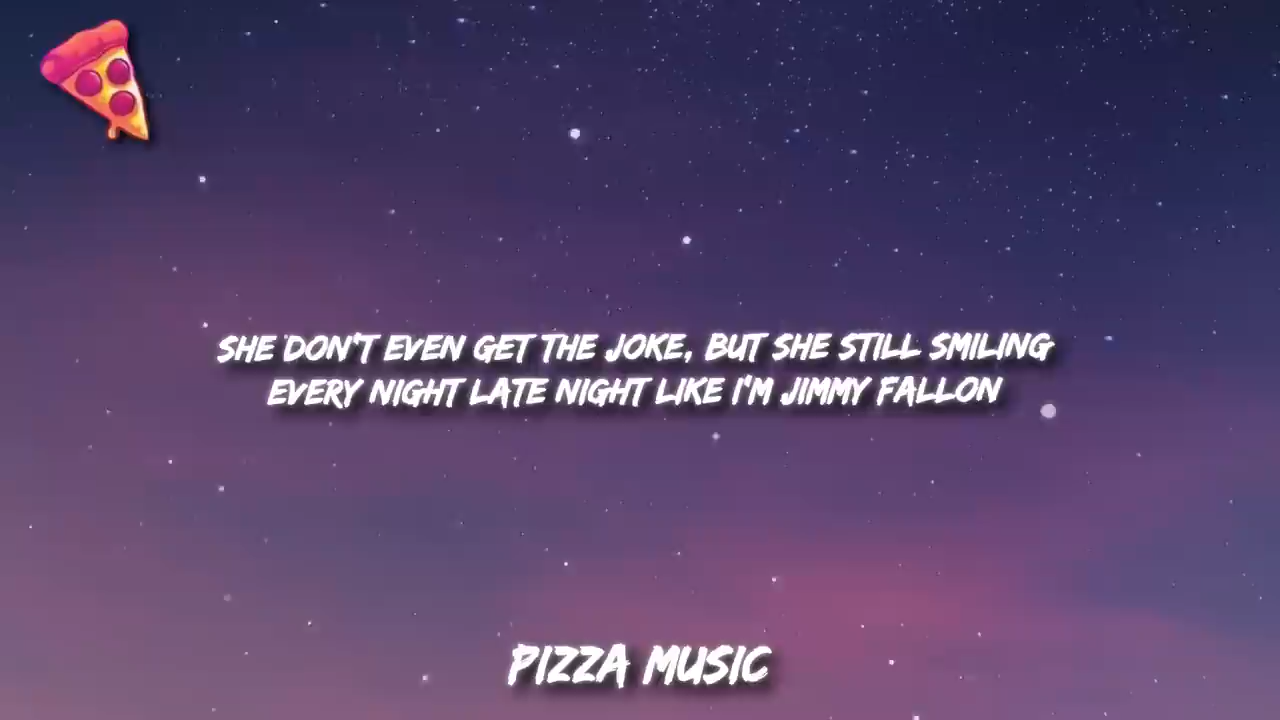 SHE DON'T EVEN GET THE JOKE, BUT SHE STILL SMILING
EVERY NIGHT LATE NIGHT LIKE I'M JIMMY FALLON
PIZZA MUSIC